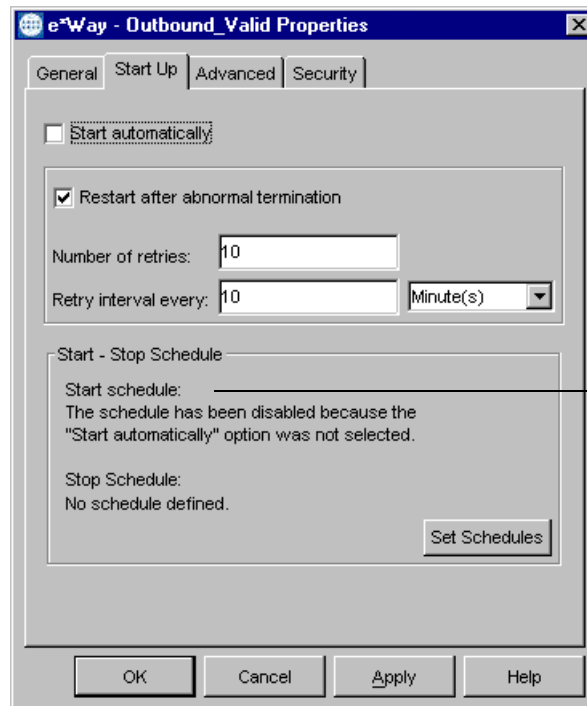 e*Way - Outbound_Valid Properties
General Start Up Advanced Security
Start automatically
Restart after abnormal termination
Number of retries: 10
Retry interval every: 10 Minute(s)
Start - Stop Schedule
Start schedule:
The schedule has been disabled because the
"Start automatically" option was not selected.
Stop Schedule:
No schedule defined.
Set Schedules
OK Cancel Apply Help